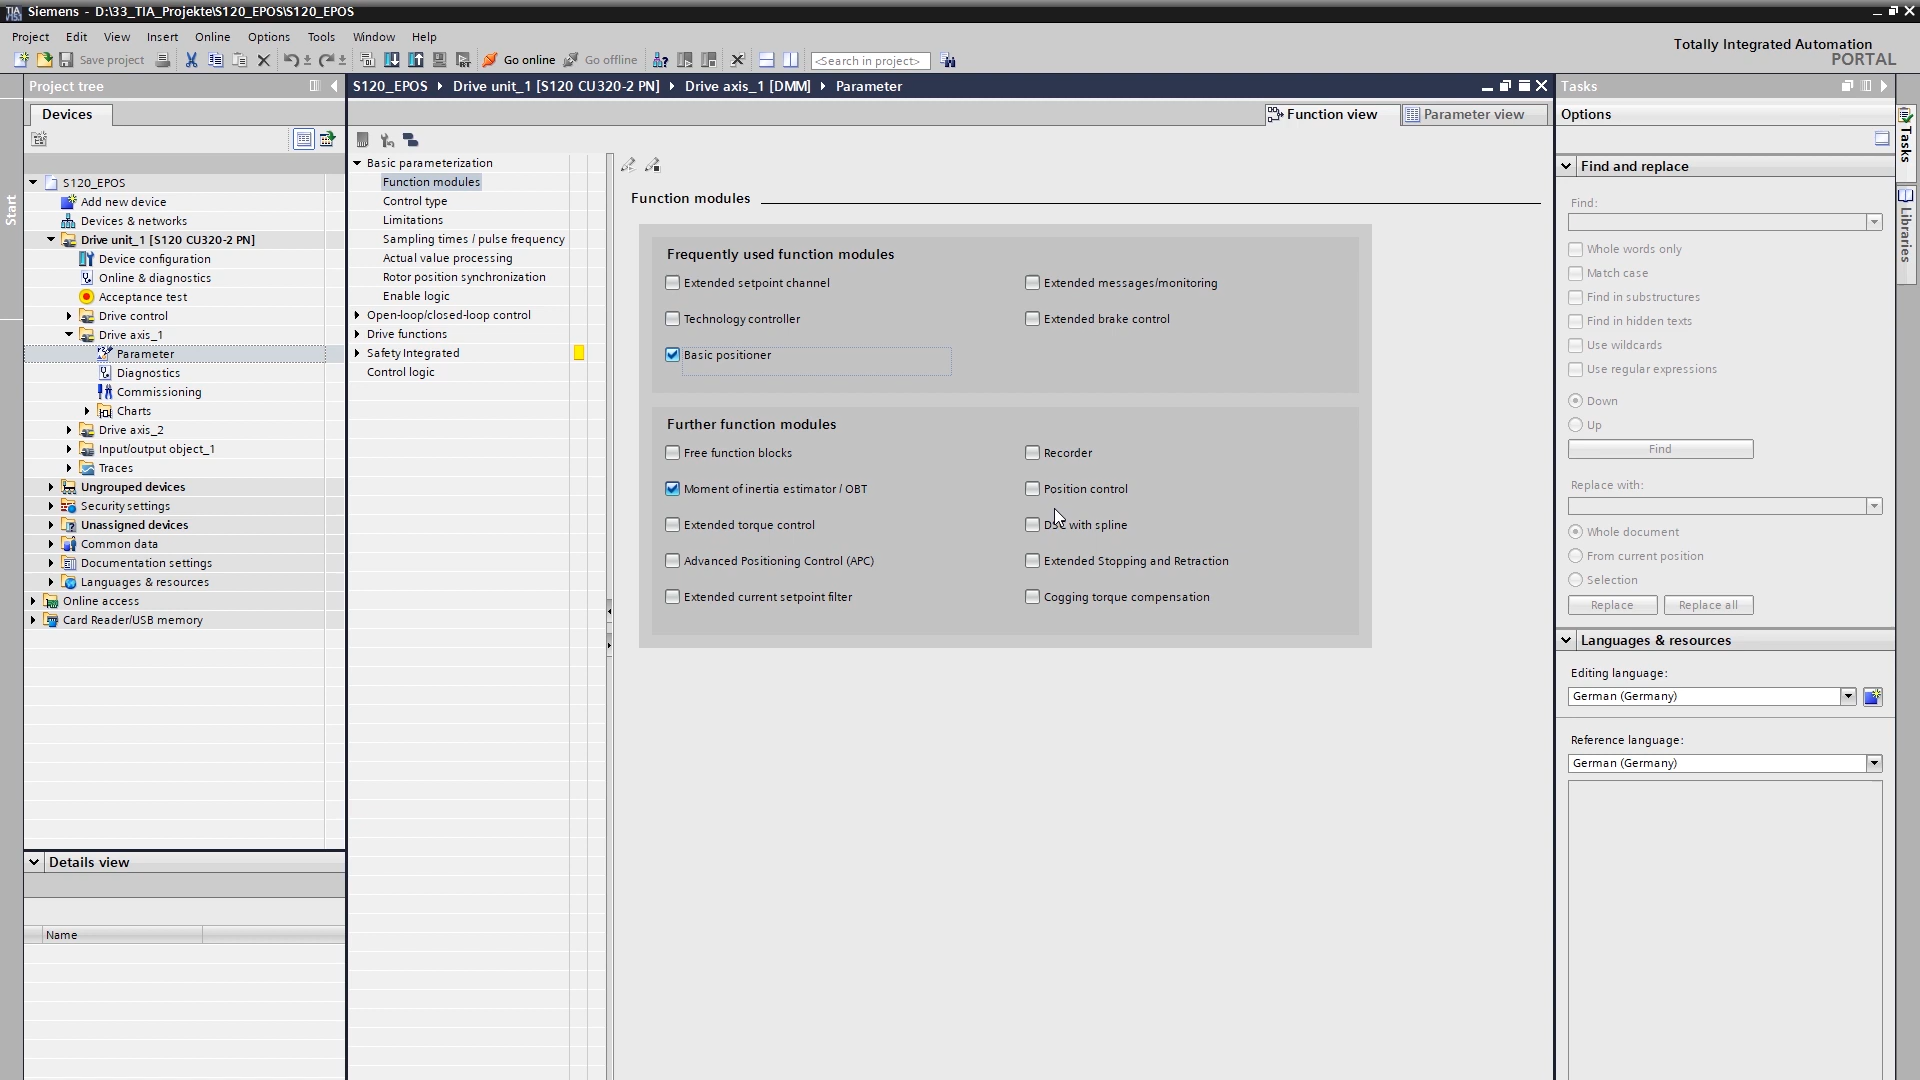 Siemens - D:\33_TIA_Projekte\S120_EPOS\S120_EPOS
Project Edit View Insert Online Options Tools Window Help
Save project Go online Go offline <Search in project>
Totally Integrated Automation
PORTAL
Start
Project tree
Devices
S120_EPOS
Add new device
Devices & networks
Drive unit_1 [S120 CU320-2 PN]
Device configuration
Online & diagnostics
Acceptance test
Drive control
Drive axis_1
Parameter
Diagnostics
Commissioning
Charts
Drive axis_2
Input/output object_1
Traces
Ungrouped devices
Security settings
Unassigned devices
Common data
Documentation settings
Languages & resources
Online access
Card Reader/USB memory
Details view
Name
S120_EPOS Drive unit_1 [S120 CU320-2 PN] Drive axis_1 [DMM] Parameter
Function view Parameter view
Basic parameterization
Function modules
Control type
Limitations
Sampling times / pulse frequency
Actual value processing
Rotor position synchronization
Enable logic
Open-loop/closed-loop control
Drive functions
Safety Integrated
Control logic
Function modules
Frequently used function modules
Extended setpoint channel Extended messages/monitoring
Technology controller Extended brake control
Basic positioner
Further function modules
Free function blocks Recorder
Moment of inertia estimator / OBT Position control
Extended torque control DSC with spline
Advanced Positioning Control (APC) Extended Stopping and Retraction
Extended current setpoint filter Cogging torque compensation
Tasks
Options
Find and replace
Find:
Whole words only
Match case
Find in substructures
Find in hidden texts
Use wildcards
Use regular expressions
Down
Up
Find
Replace with:
Whole document
From current position
Selection
Replace Replace all
Languages & resources
Editing language:
German (Germany)
Reference language:
German (Germany)
Tasks
Libraries